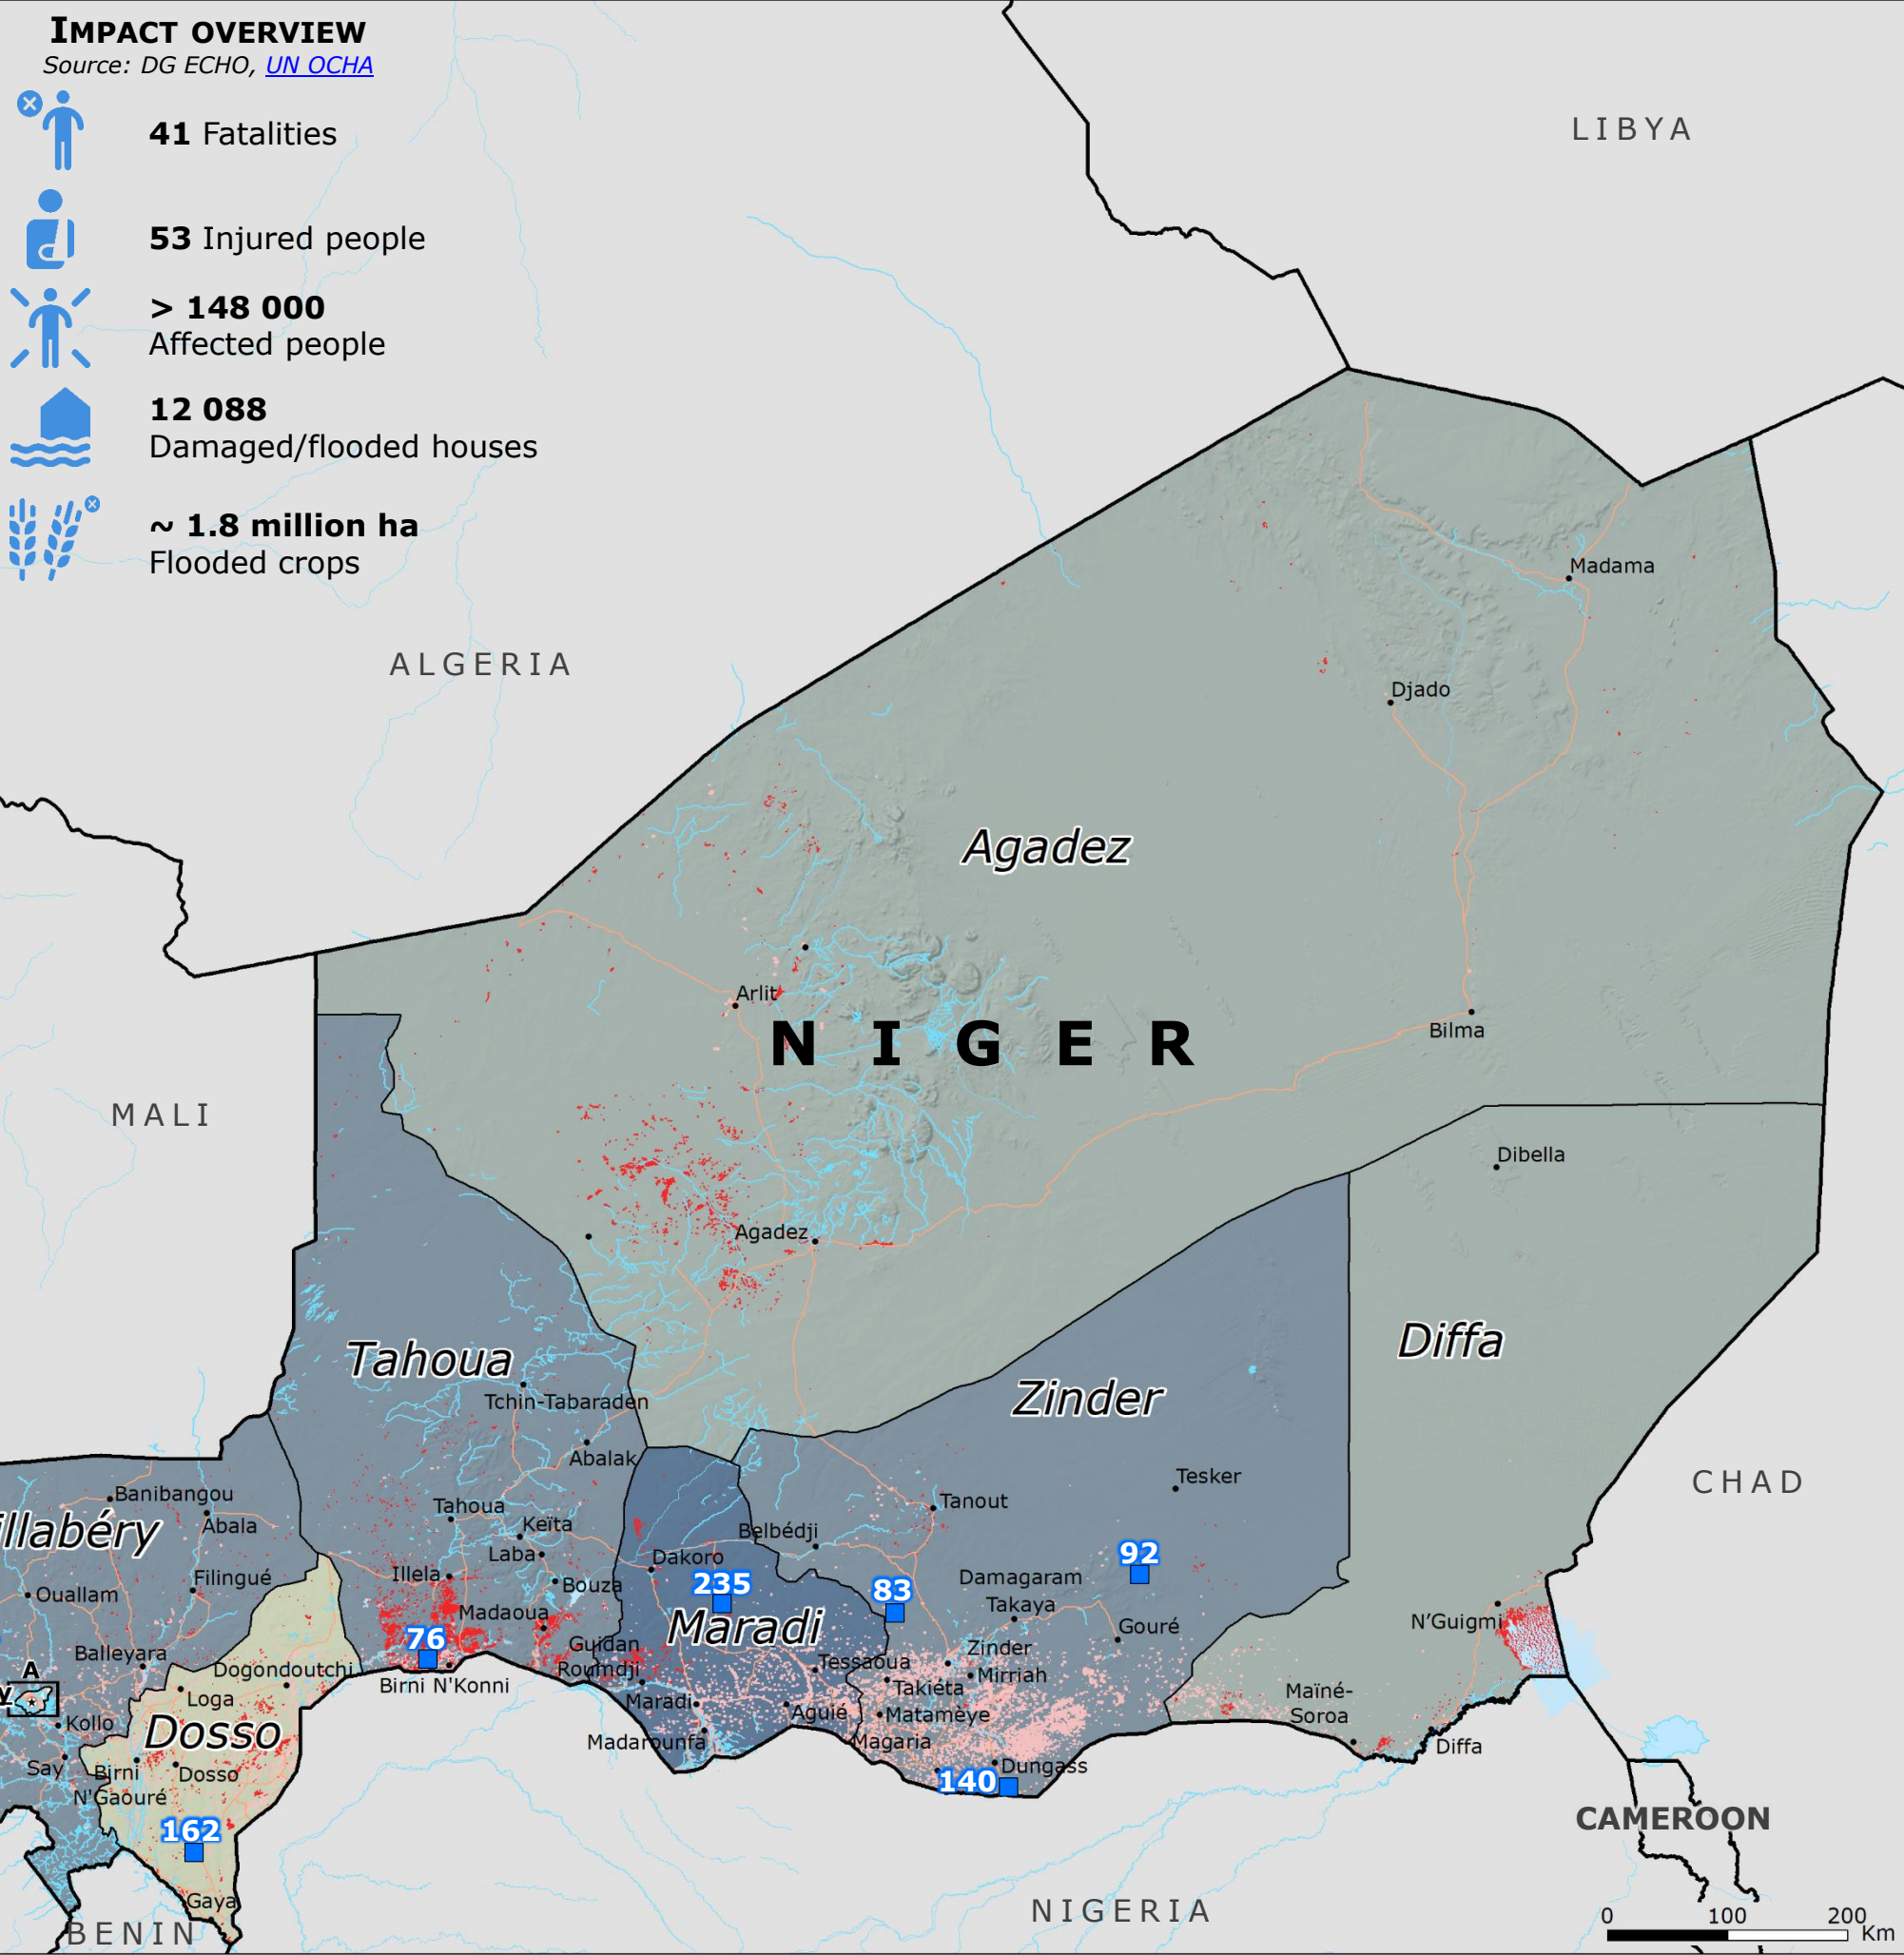 IMPACT OVERVIEW
Source: DG ECHO, UN OCHA
41 Fatalities
53 Injured people
> 148 000
Affected people
12 088
Damaged/flooded houses
~ 1.8 million ha
Flooded crops
LIBYA
ALGERIA
Madama
Djado
Agadez
Arlit
NIGER
Bilma
MALI
Dibella
Agadez
Tahoua
Diffa
Zinder
Tchin-Tabaraden
Abalak
Tesker
CHAD
Banibangou
Tanout
Tahoua
illabéry
Abala
Keïta
Belbédji
Laba
Dakoro
92
Filingué
Illela
Bouza
235
83
Damagaram
Takaya
Ouallam
Madaoua
Maradi
Gouré
N'Guigmi
76
Guidan
Roumdji
Zinder
Balleyara
Tessaoua
Mirriah
A
Dogondoutchi
Birni N'Konni
Takiéta
Maïné-
Soroa
Loga
Maradi
Aguié
Matamèye
y
Kollo
Dosso
Madarounfa
Magaria
Diffa
Say
Birni
N'Gaouré
Dosso
Dungass
140
162
CAMEROON
Gaya
NIGERIA
BENIN
0 100 200
Km